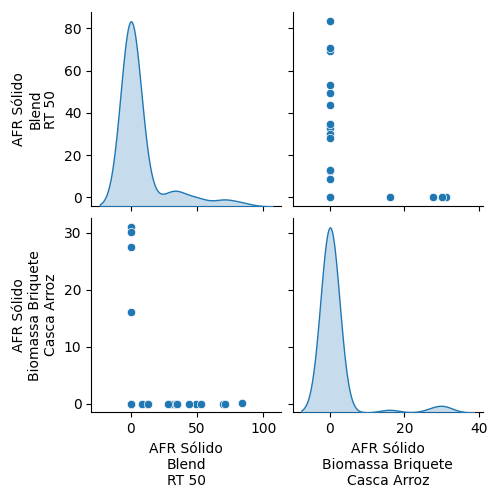 80
60
40
20
0
AFR Sólido
Blend
RT 50
30
20
10
0
AFR Sólido
Biomassa Briquete
Casca Arroz
0 50 100
AFR Sólido
Blend
RT 50
0 20 40
AFR Sólido
Biomassa Briquete
Casca Arroz